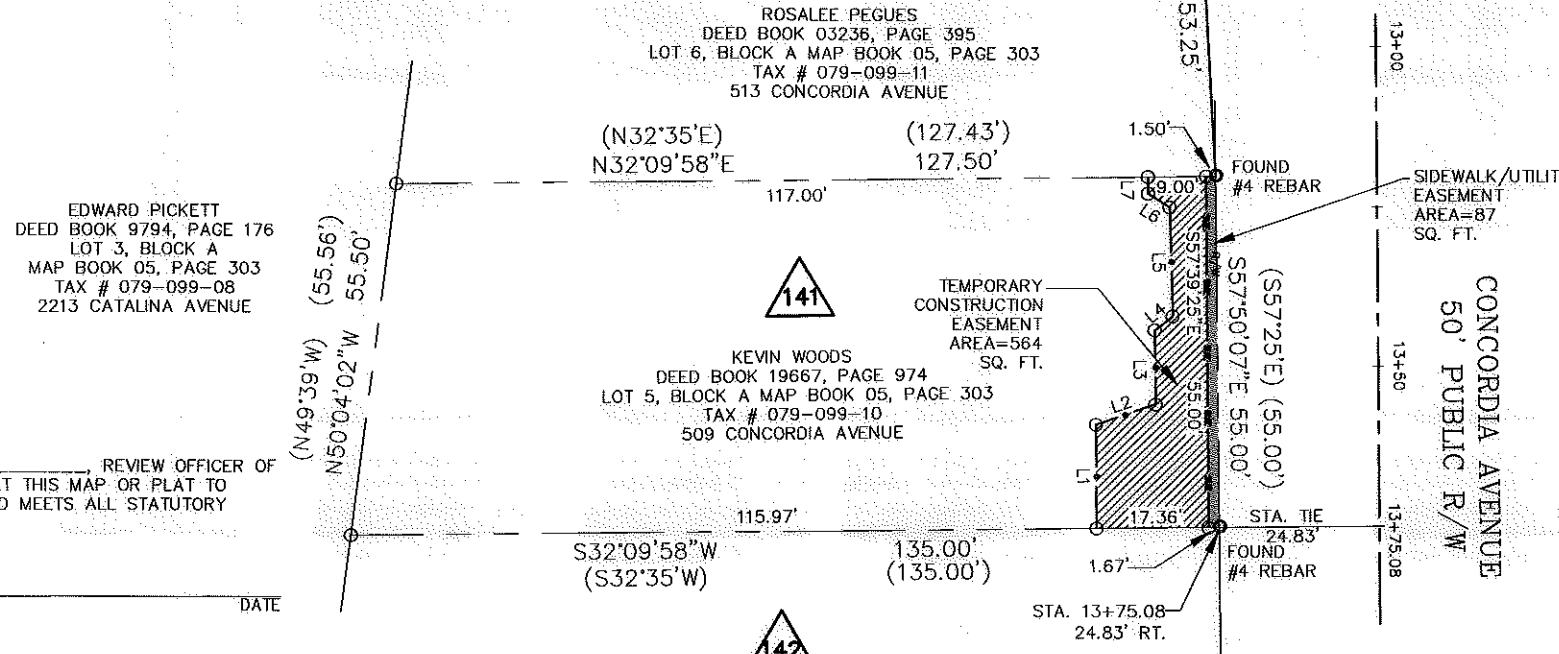 ROSALEE PEGUES
DEED BOOK 03236, PAGE 395
LOT 6, BLOCK A MAP BOOK 05, PAGE 303
TAX # 079-099-11
513 CONCORDIA AVENUE
53.25'
13+00
(N32°35'E) (127.43')
N32°09'58"E 127.50'
117.00'
1.50'
FOUND
#4 REBAR
9.00'
L7
L6
L5
L4
L3
L2
L1
SIDEWALK/UTILIT
EASEMENT
AREA=87
SQ. FT.
EDWARD PICKETT
DEED BOOK 9794, PAGE 176
LOT 3, BLOCK A
MAP BOOK 05, PAGE 303
TAX # 079-099-08
2213 CATALINA AVENUE
(N49°39'W) (55.56')
N50°04'02"W 55.50'
141
TEMPORARY
CONSTRUCTION
EASEMENT
AREA=564
SQ. FT.
S57°39'25"E 55.00'
S57°50'07"E 55.00'
(S57°25'E) (55.00')
KEVIN WOODS
DEED BOOK 19667, PAGE 974
LOT 5, BLOCK A MAP BOOK 05, PAGE 303
TAX # 079-099-10
509 CONCORDIA AVENUE
13+50
CONCORDIA AVENUE
50' PUBLIC R/W
, REVIEW OFFICER OF
T THIS MAP OR PLAT TO
D MEETS ALL STATUTORY
DATE
115.97'
17.36'
STA. TIE
24.83'
13+75.08
S32°09'58"W 135.00'
(S32°35'W) (135.00')
1.67'
FOUND
#4 REBAR
STA. 13+75.08
24.83' RT.
142